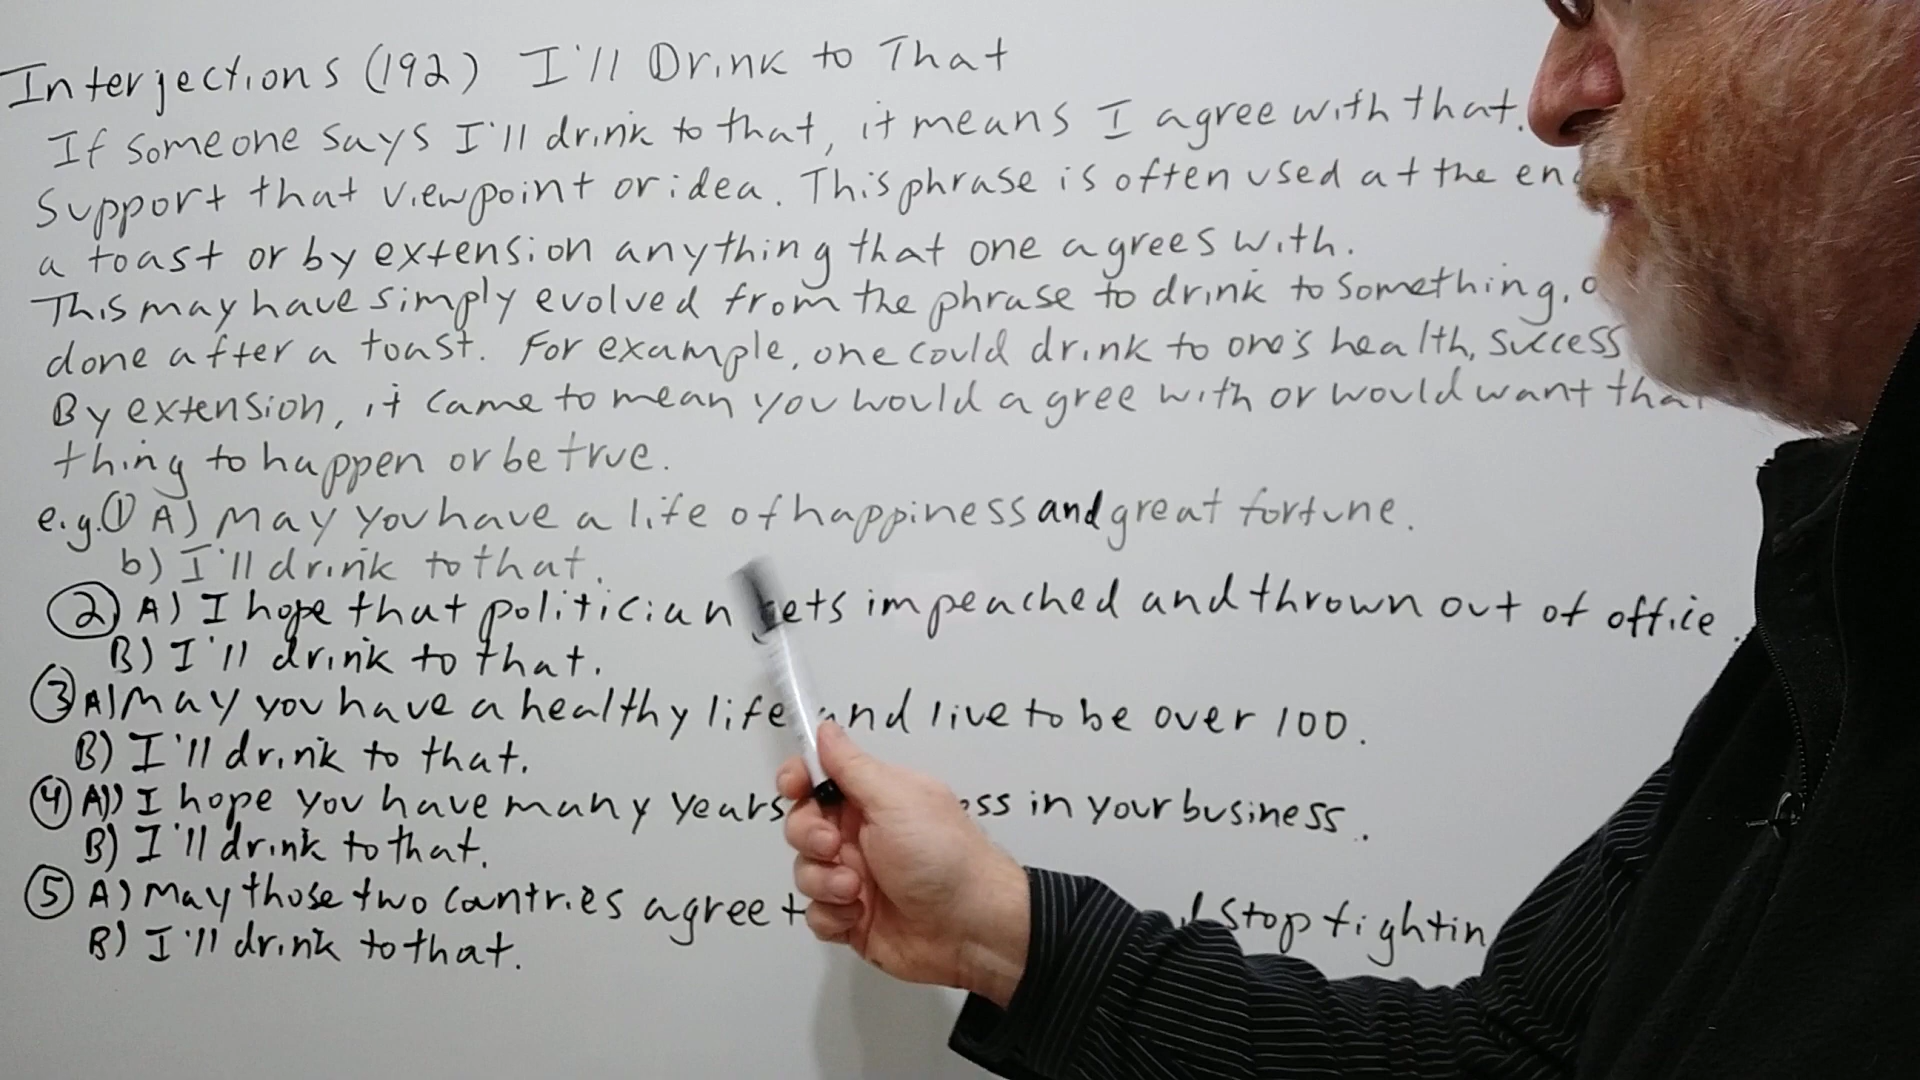 Interjections (192) I'll Drink to That
If someone says I'll drink to that, it means I agree with that.
support that viewpoint or idea. This phrase is often used at the
a toast or by extension anything that one agrees with.
This may have simply evolved from the phrase to drink to something,
done after a toast. For example, one could drink to one's health, success
By extension, it came to mean you would agree with or would want that
thing to happen or be true.
e.g. ① A) May you have a life of happiness and great fortune.
b) I'll drink to that.
② A) I hope that politician gets impeached and thrown out of office.
B) I'll drink to that.
③ A) May you have a healthy life and live to be over 100.
B) I'll drink to that.
④ A)) I hope you have many years in your business.
B) I'll drink to that.
⑤ A) May those two countries agree stop
B) I'll drink to that.